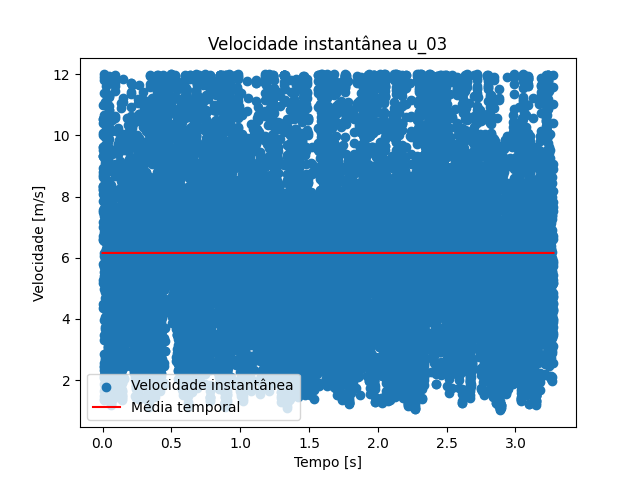 Velocidade instantânea u_03
Velocidade [m/s]
12
10
8
6
4
2
Velocidade instantânea
Média temporal
0.0 0.5 1.0 1.5 2.0 2.5 3.0
Tempo [s]